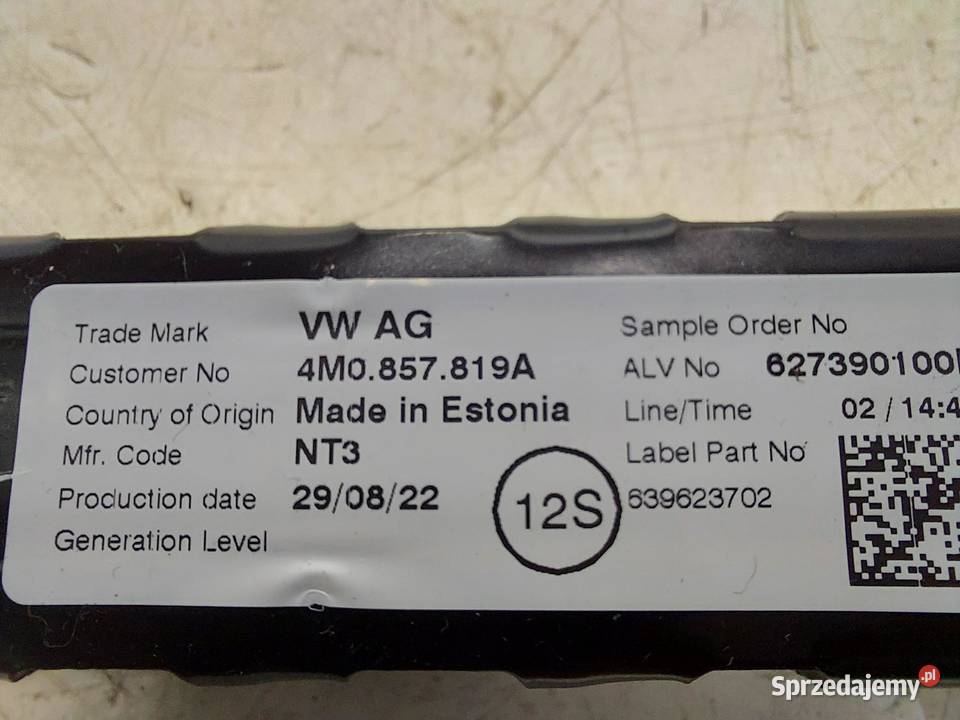 Trade Mark VW AG
Customer No 4M0.857.819A
Country of Origin Made in Estonia
Mfr. Code NT3
Production date 29/08/22
Generation Level
12S
Sample Order No
ALV No 627390100
Line/Time 02 / 14:4
Label Part No
639623702
Sprzedajemy.pl